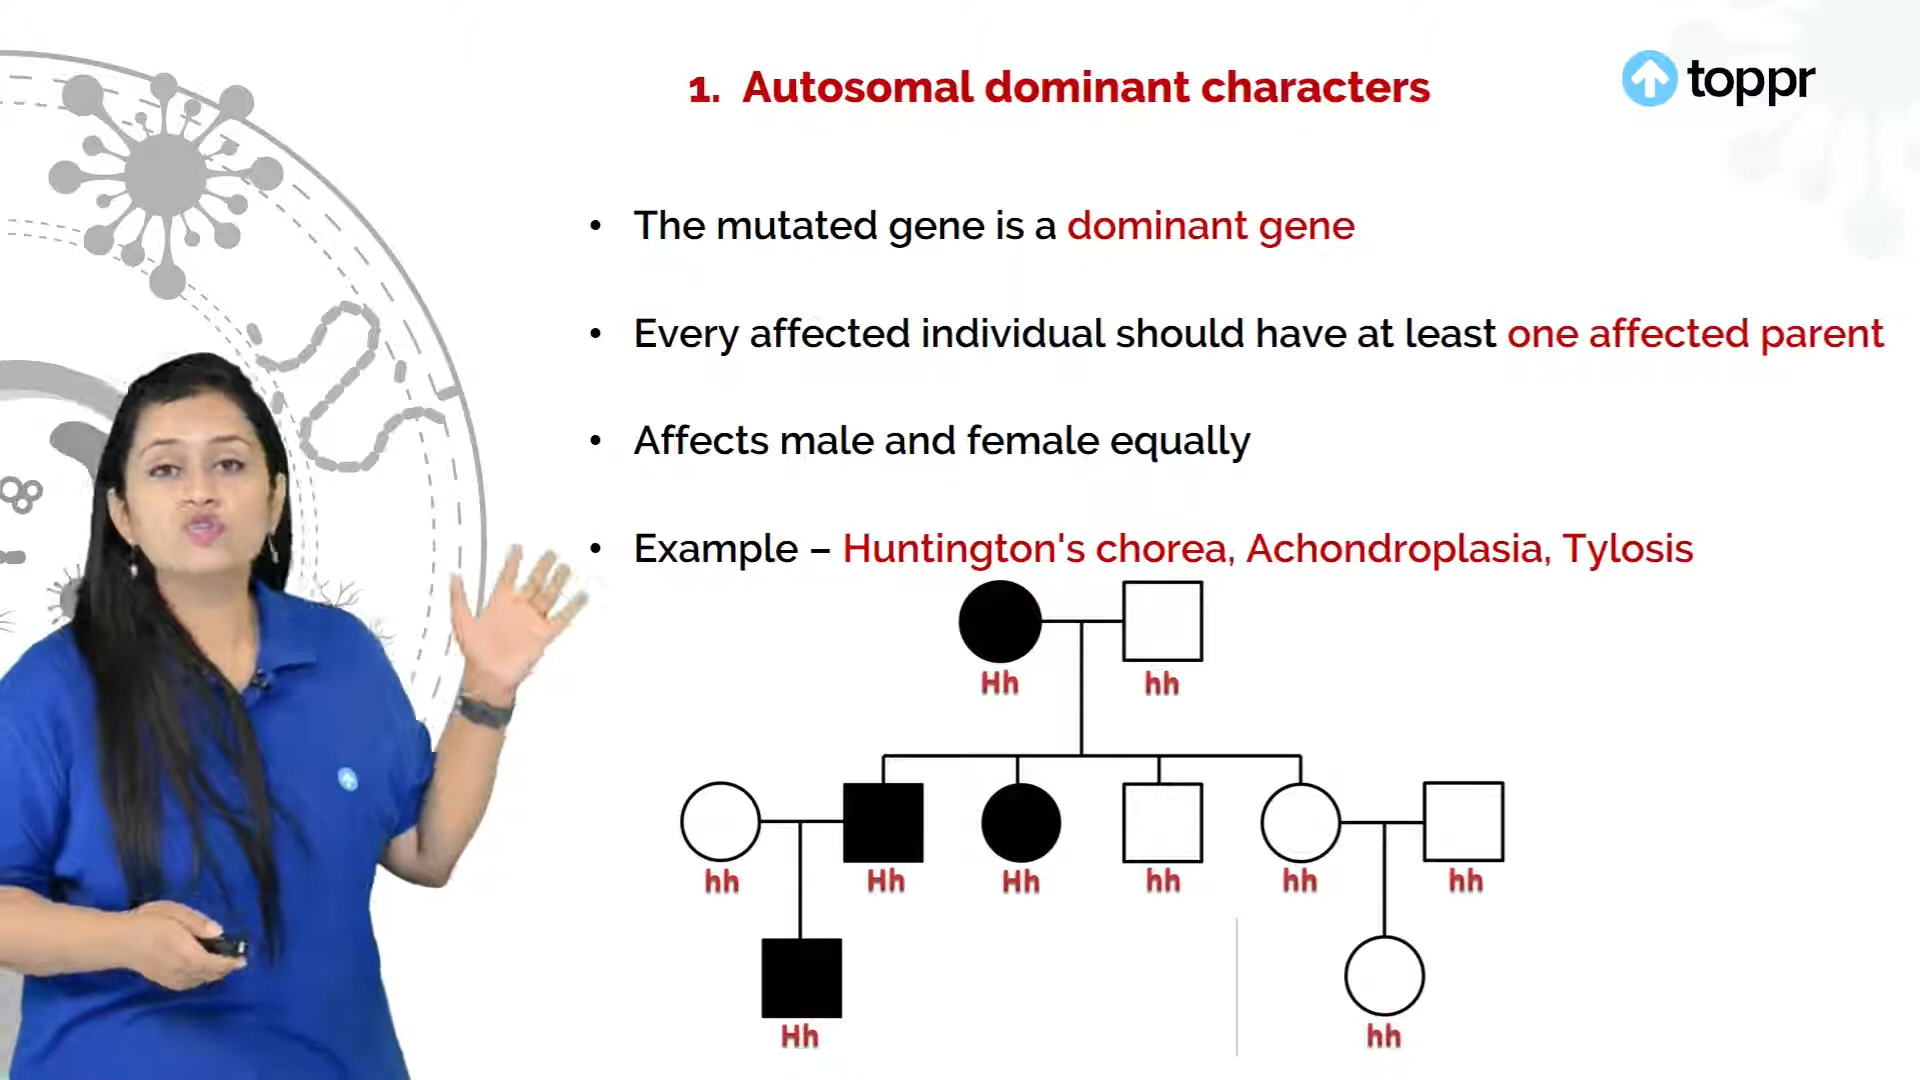 1. Autosomal dominant characters
toppr
• The mutated gene is a dominant gene
• Every affected individual should have at least one affected parent
• Affects male and female equally
• Example – Huntington's chorea, Achondroplasia, Tylosis
Hh hh
hh Hh Hh hh hh hh
Hh hh